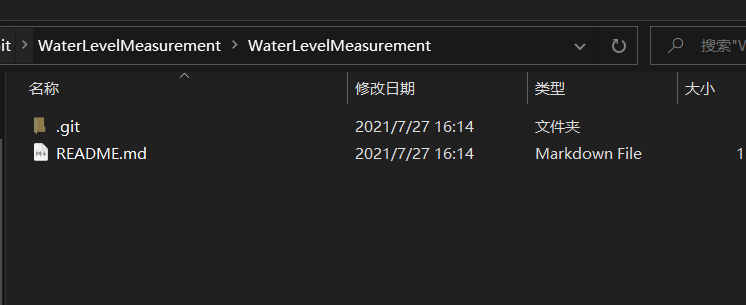 it > WaterLevelMeasurement > WaterLevelMeasurement 搜索"W
名称 修改日期 类型 大小
.git 2021/7/27 16:14 文件夹
README.md 2021/7/27 16:14 Markdown File 1